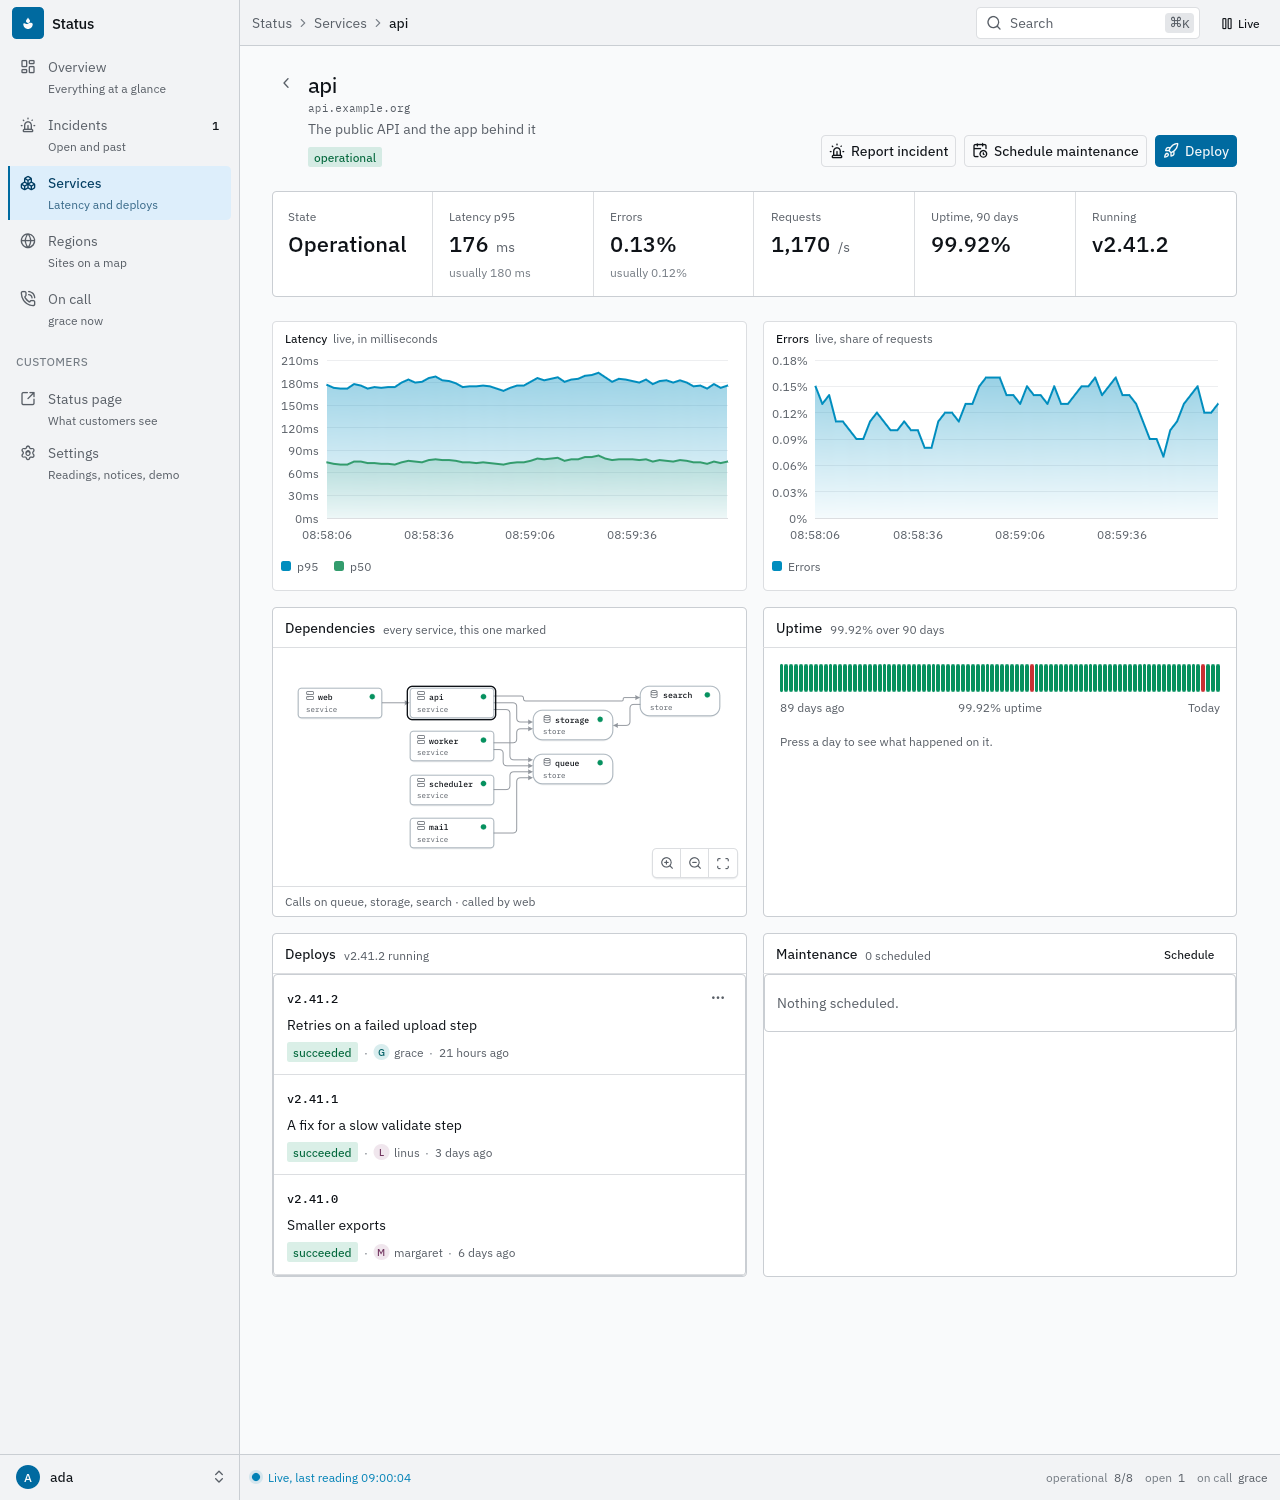 Status
Overview
Everything at a glance
Incidents
1
Open and past
Services
Latency and deploys
Regions
Sites on a map
On call
grace now
CUSTOMERS
Status page
What customers see
Settings
Readings, notices, demo
A
ada
Status > Services > api
Search
⌘K
Live
api
api.example.org
The public API and the app behind it
operational
Report incident
Schedule maintenance
Deploy
State
Operational
Latency p95
176 ms
usually 180 ms
Errors
0.13%
usually 0.12%
Requests
1,170 /s
Uptime, 90 days
99.92%
Running
v2.41.2
Latency live, in milliseconds
210ms
180ms
150ms
120ms
90ms
60ms
30ms
0ms
08:58:06 08:58:36 08:59:06 08:59:36
p95 p50
Errors live, share of requests
0.18%
0.15%
0.12%
0.09%
0.06%
0.03%
0%
08:58:06 08:58:36 08:59:06 08:59:36
Errors
Dependencies every service, this one marked
web
service
api
service
worker
service
scheduler
service
mail
service
storage
store
queue
store
search
store
Calls on queue, storage, search · called by web
Uptime 99.92% over 90 days
89 days ago 99.92% uptime Today
Press a day to see what happened on it.
Deploys v2.41.2 running
v2.41.2
Retries on a failed upload step
succeeded · G grace · 21 hours ago
v2.41.1
A fix for a slow validate step
succeeded · L linus · 3 days ago
v2.41.0
Smaller exports
succeeded · M margaret · 6 days ago
Maintenance 0 scheduled
Schedule
Nothing scheduled.
Live, last reading 09:00:04
operational 8/8 open 1 on call grace